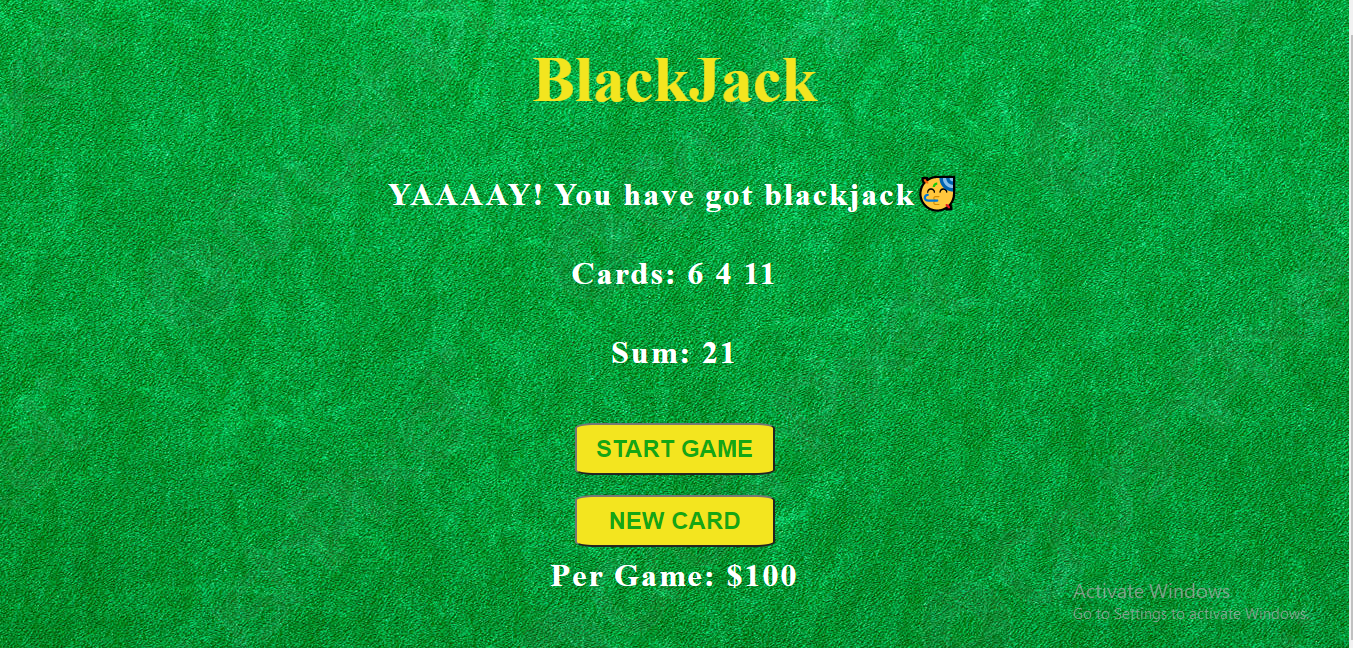 BlackJack
YAAAAY! You have got blackjack🥳
Cards: 6 4 11
Sum: 21
START GAME
NEW CARD
Per Game: $100
Activate Windows
Go to Settings to activate Windows.